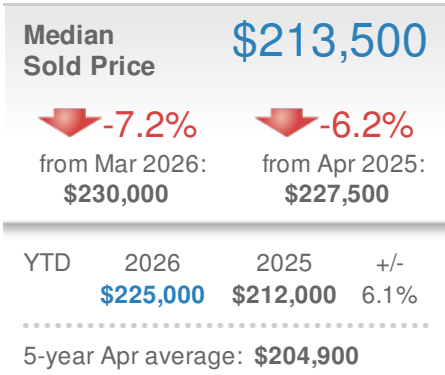 Median
Sold Price
$213,500
-7.2%
from Mar 2026:
$230,000
-6.2%
from Apr 2025:
$227,500
YTD 2026 2025 +/-
$225,000 $212,000 6.1%
5-year Apr average: $204,900